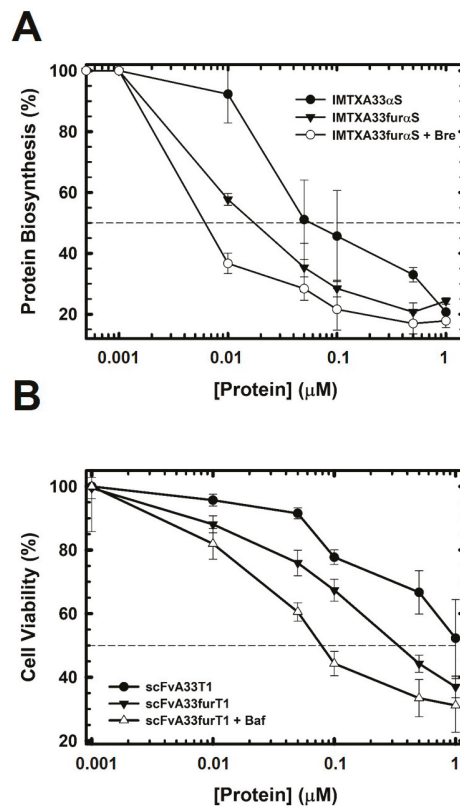 A
100
80
60
40
20
Protein Biosynthesis (%)
IMTXA33αS
IMTXA33furαS
IMTXA33furαS + Bre
0.001
0.01
0.1
1
[Protein] (μM)
B
100
80
60
40
20
Cell Viability (%)
scFvA33T1
scFvA33furT1
scFvA33furT1 + Baf
0.001
0.01
0.1
1
[Protein] (μM)